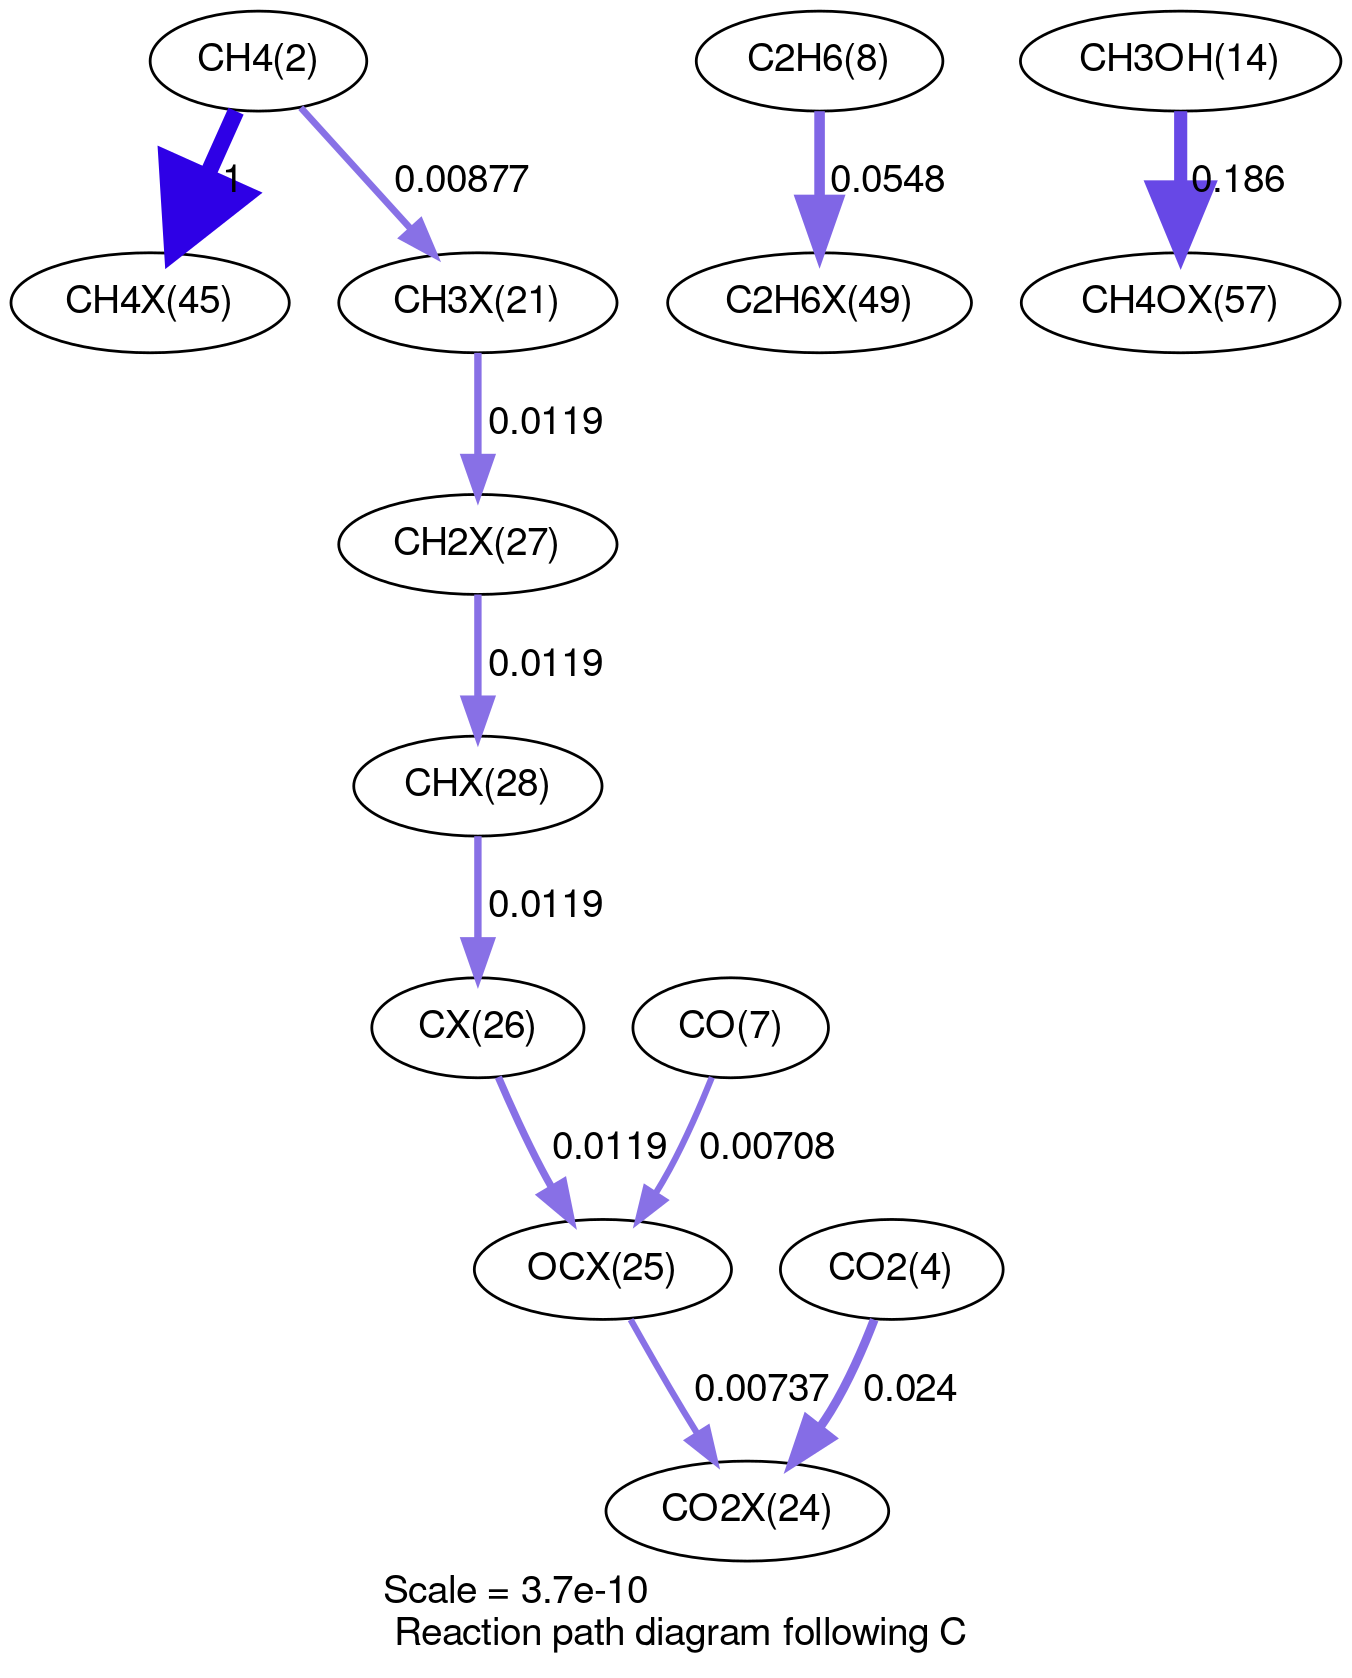 CH4(2)
C2H6(8)
CH3OH(14)
1
0.00877
0.0548
0.186
CH4X(45)
CH3X(21)
C2H6X(49)
CH4OX(57)
0.0119
CH2X(27)
0.0119
CHX(28)
0.0119
CX(26)
CO(7)
0.0119
0.00708
OCX(25)
CO2(4)
0.00737
0.024
CO2X(24)
Scale = 3.7e-10
Reaction path diagram following C